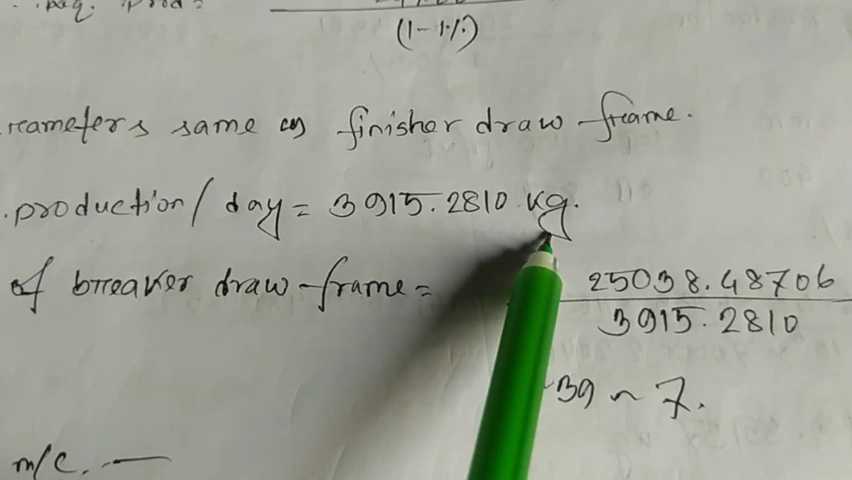 (1-1%)
rameters same as finisher draw-frame.
.production/day= 3915.2810 kg.
of breaker draw-frame= 25038.48706
3915.2810
39 ~ 7.
m/c. —